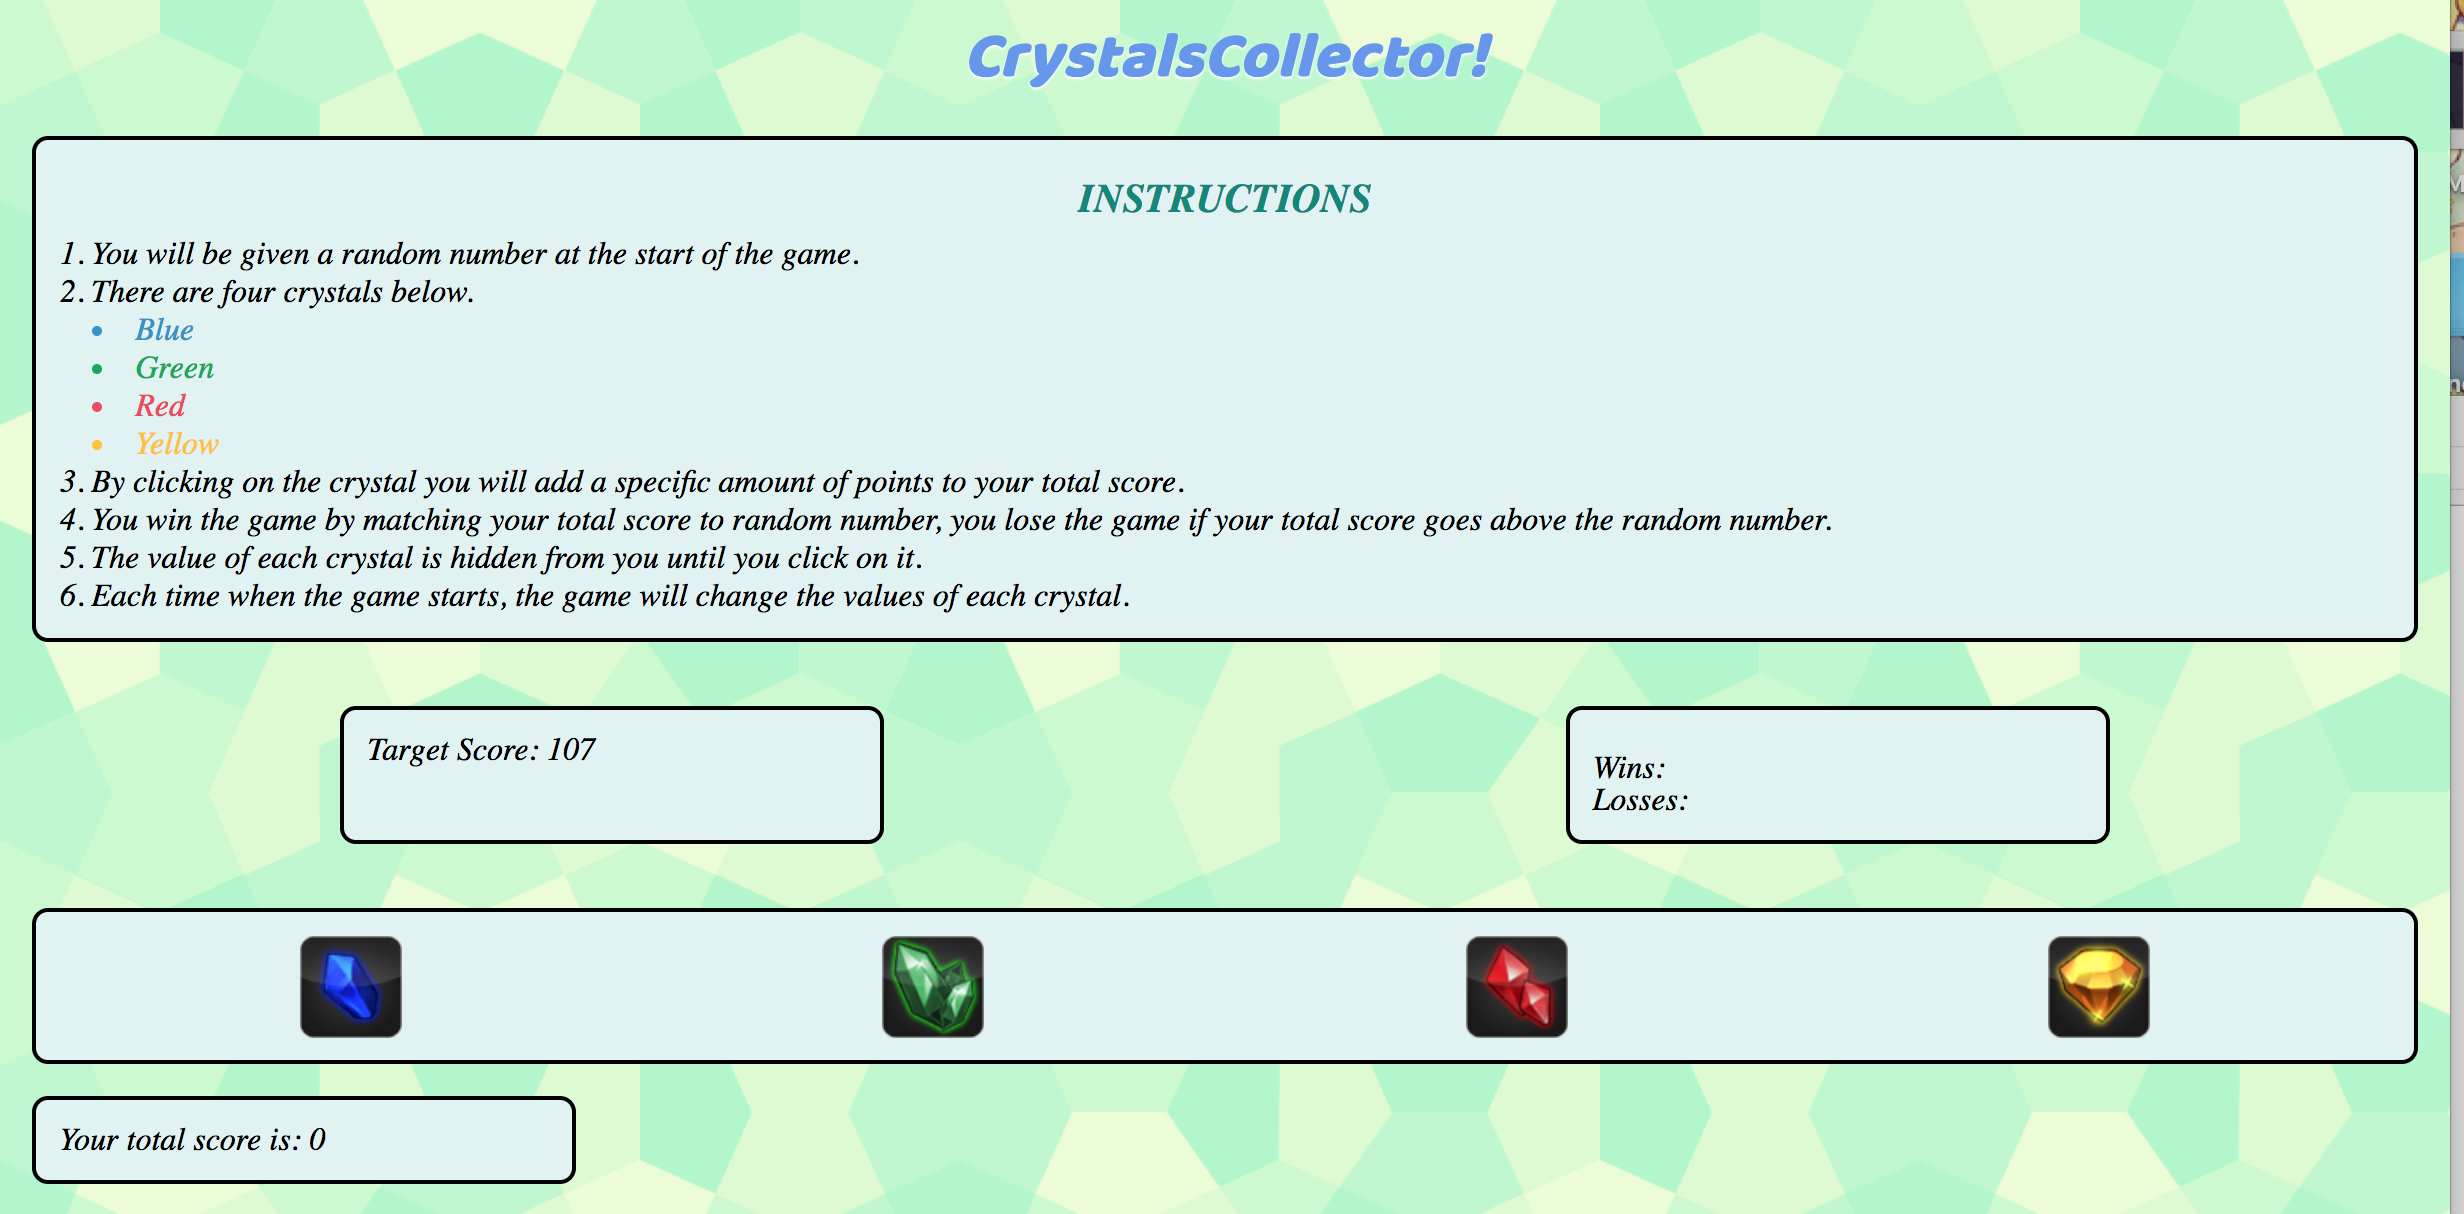 CrystalsCollector!
INSTRUCTIONS
1. You will be given a random number at the start of the game.
2. There are four crystals below.
• Blue
• Green
• Red
• Yellow
3. By clicking on the crystal you will add a specific amount of points to your total score.
4. You win the game by matching your total score to random number, you lose the game if your total score goes above the random number.
5. The value of each crystal is hidden from you until you click on it.
6. Each time when the game starts, the game will change the values of each crystal.
Target Score: 107
Wins:
Losses:
Your total score is: 0